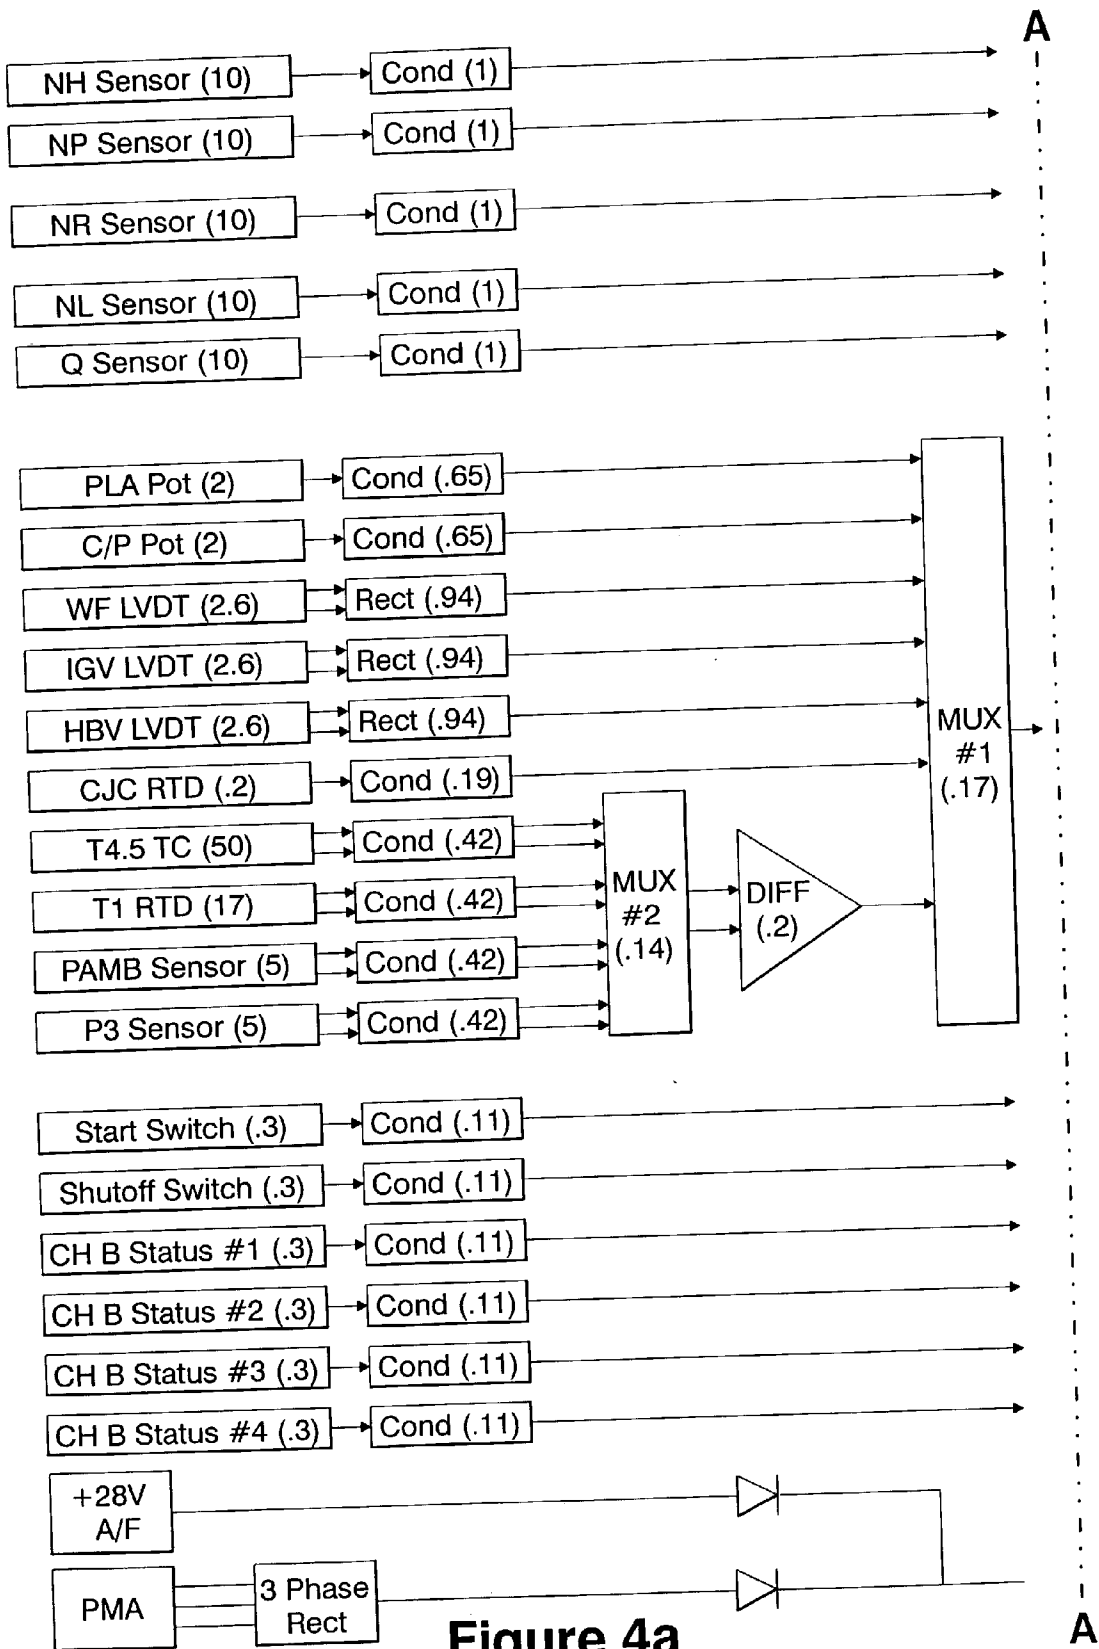 A
NH Sensor (10)
Cond (1)
NP Sensor (10)
Cond (1)
NR Sensor (10)
Cond (1)
NL Sensor (10)
Cond (1)
Q Sensor (10)
Cond (1)
PLA Pot (2)
Cond (.65)
C/P Pot (2)
Cond (.65)
WF LVDT (2.6)
Rect (.94)
IGV LVDT (2.6)
Rect (.94)
HBV LVDT (2.6)
Rect (.94)
CJC RTD (.2)
Cond (.19)
T4.5 TC (50)
Cond (.42)
T1 RTD (17)
Cond (.42)
PAMB Sensor (5)
Cond (.42)
P3 Sensor (5)
Cond (.42)
MUX
#2
(.14)
DIFF
(.2)
MUX
#1
(.17)
Start Switch (.3)
Cond (.11)
Shutoff Switch (.3)
Cond (.11)
CH B Status #1 (.3)
Cond (.11)
CH B Status #2 (.3)
Cond (.11)
CH B Status #3 (.3)
Cond (.11)
CH B Status #4 (.3)
Cond (.11)
+28V
A/F
PMA
3 Phase
Rect
Figure 4a
A